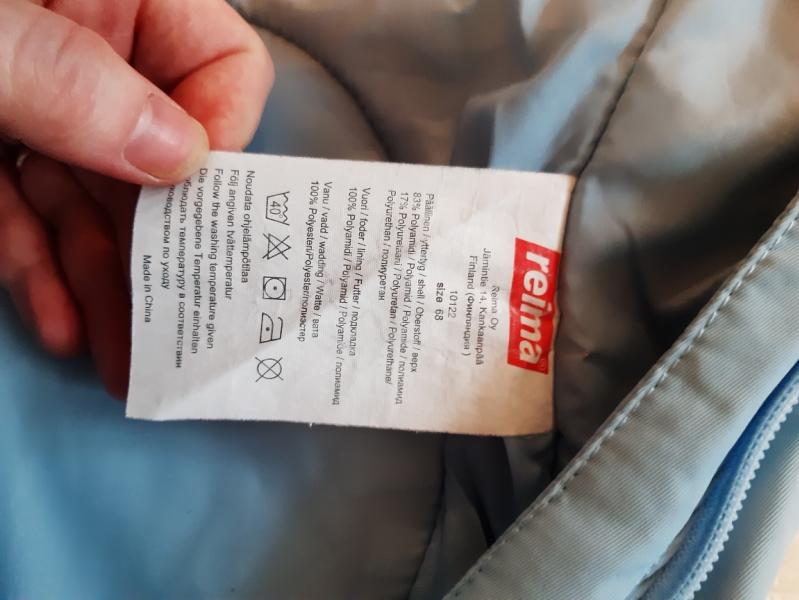 reima®
Reima Oy
Jämintie 14, Kankaanpää
Finland (Финляндия)
10122
size 68
Päällinen / yttertyg / shell / Oberstoff / верх
83% Polyamidi / Polyamid / Polyamide / полиамид
17% Polyuretaani / Polyuretan / Polyurethane/
Polyurethan / полиуретан
Vuori / foder / lining / Futter / подкладка
100% Polyamidi / Polyamid / Polyamide / полиамид
Vanu / vadd / wadding / Watte / вата
100% Polyesteri/Polyester/полиэстер
40
Noudata ohjelämpötilaa
Följ angiven tvättemperatur
Follow the washing temperature given
Die vorgegebene Temperatur einhalten
температуру в соответствии
по уходу
Made in China